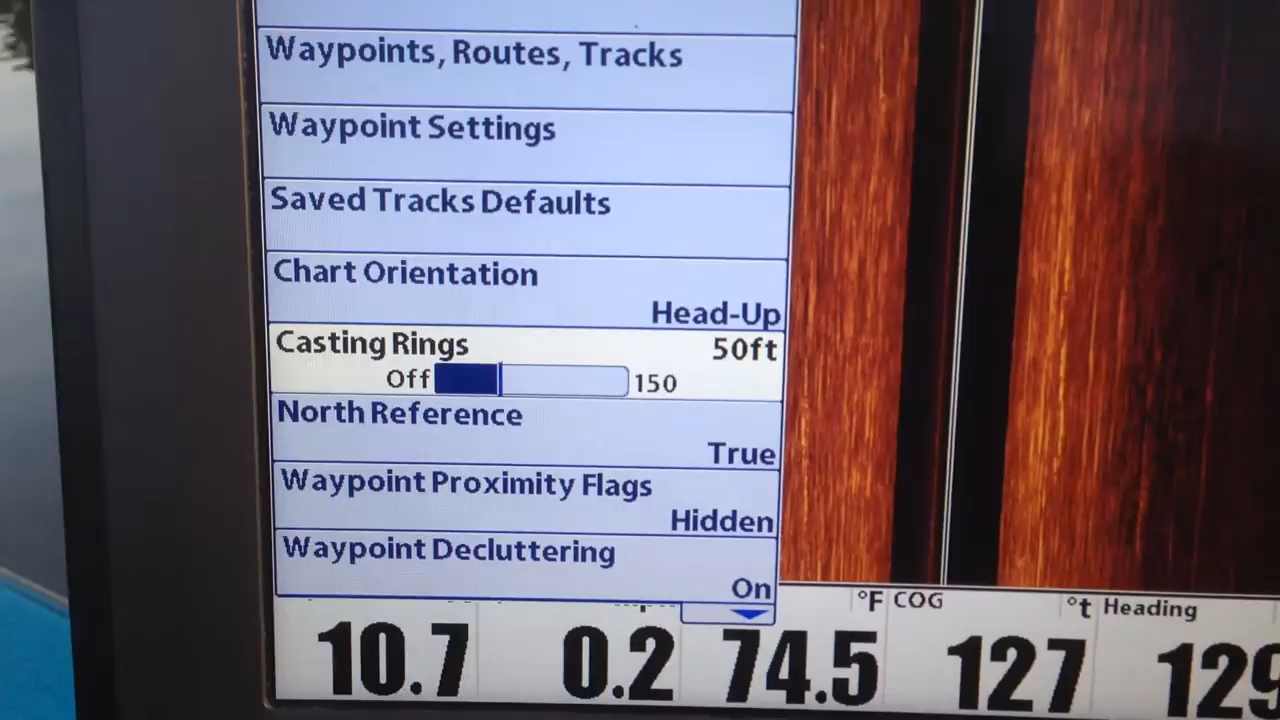 Waypoints, Routes, Tracks
Waypoint Settings
Saved Tracks Defaults
Chart Orientation
Head-Up
Casting Rings 50ft
Off 150
North Reference
True
Waypoint Proximity Flags
Hidden
Waypoint Decluttering
On
°F COG °t Heading
10.7 0.2 74.5 127 129